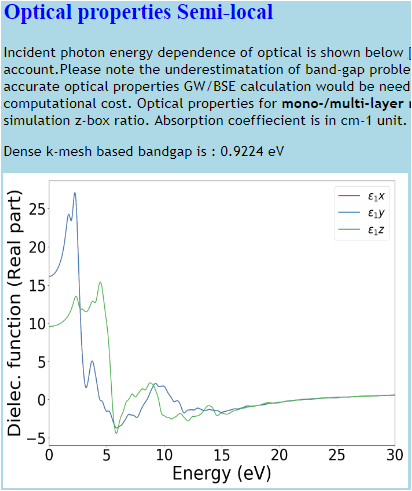 Optical properties Semi-local
Incident photon energy dependence of optical is shown below [
account.Please note the underestimatation of band-gap proble
accurate optical properties GW/BSE calculation would be need
computational cost. Optical properties for mono-/multi-layer
simulation z-box ratio. Absorption coeffiecient is in cm-1 unit.
Dense k-mesh based bandgap is : 0.9224 eV
Dielec. function (Real part)
25
20
15
10
5
0
−5
ε₁x
ε₁y
ε₁z
0 5 10 15 20 25 30
Energy (eV)